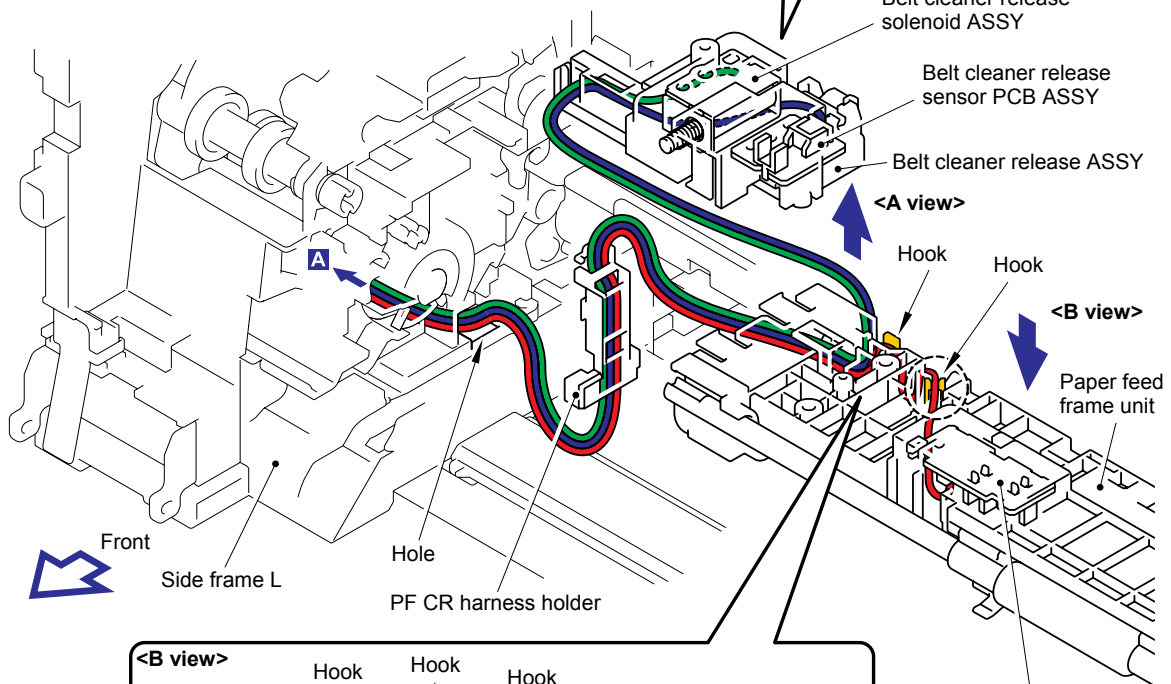 Belt cleaner release
solenoid ASSY
Belt cleaner release
sensor PCB ASSY
Belt cleaner release ASSY
<A view>
A
Hook
Hook
<B view>
Paper feed
frame unit
Front
Side frame L
Hole
PF CR harness holder
<B view>
Hook
Hook
Hook